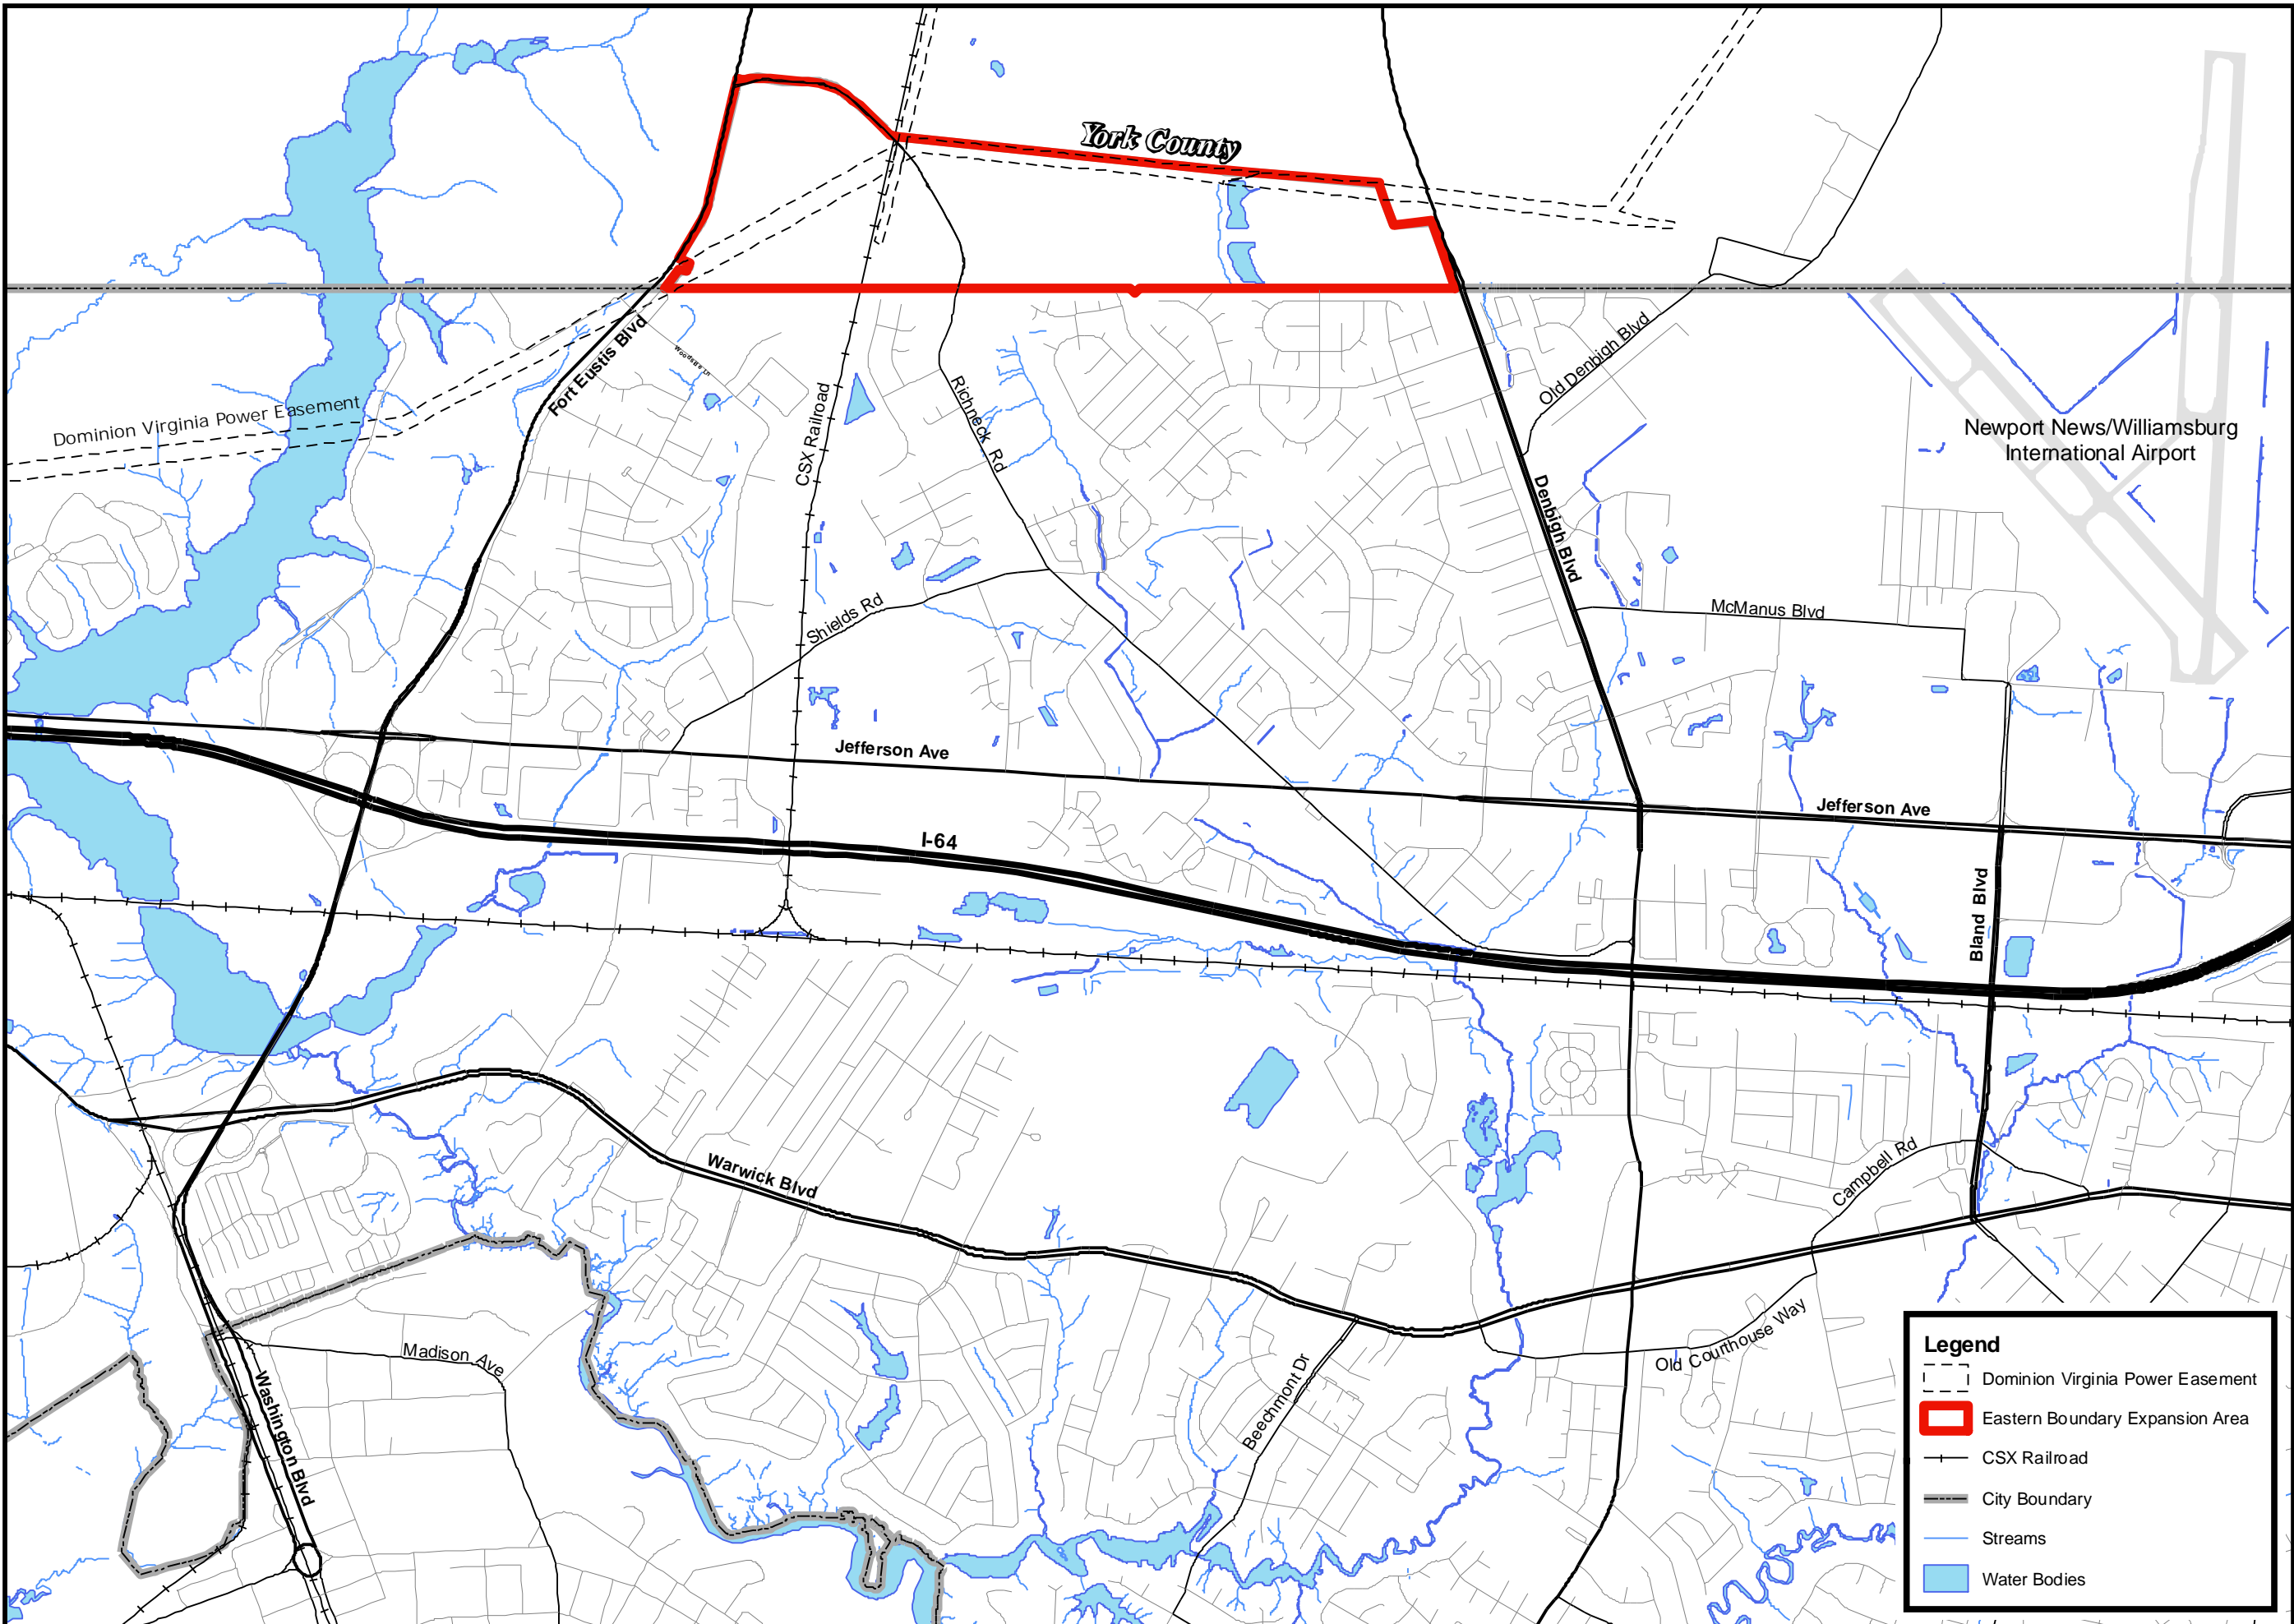 York County
Fort Eustis Blvd
Woodside Ln
Dominion Virginia Power Easement
CSX Railroad
Richneck Rd
Old Denbigh Blvd
Newport News/Williamsburg
International Airport
Denbigh Blvd
Shields Rd
McManus Blvd
Jefferson Ave
Jefferson Ave
I-64
Bland Blvd
Warwick Blvd
Campbell Rd
Madison Ave
Washington Blvd
Beechmont Dr
Old Courthouse Way
Legend
Dominion Virginia Power Easement
Eastern Boundary Expansion Area
CSX Railroad
City Boundary
Streams
Water Bodies